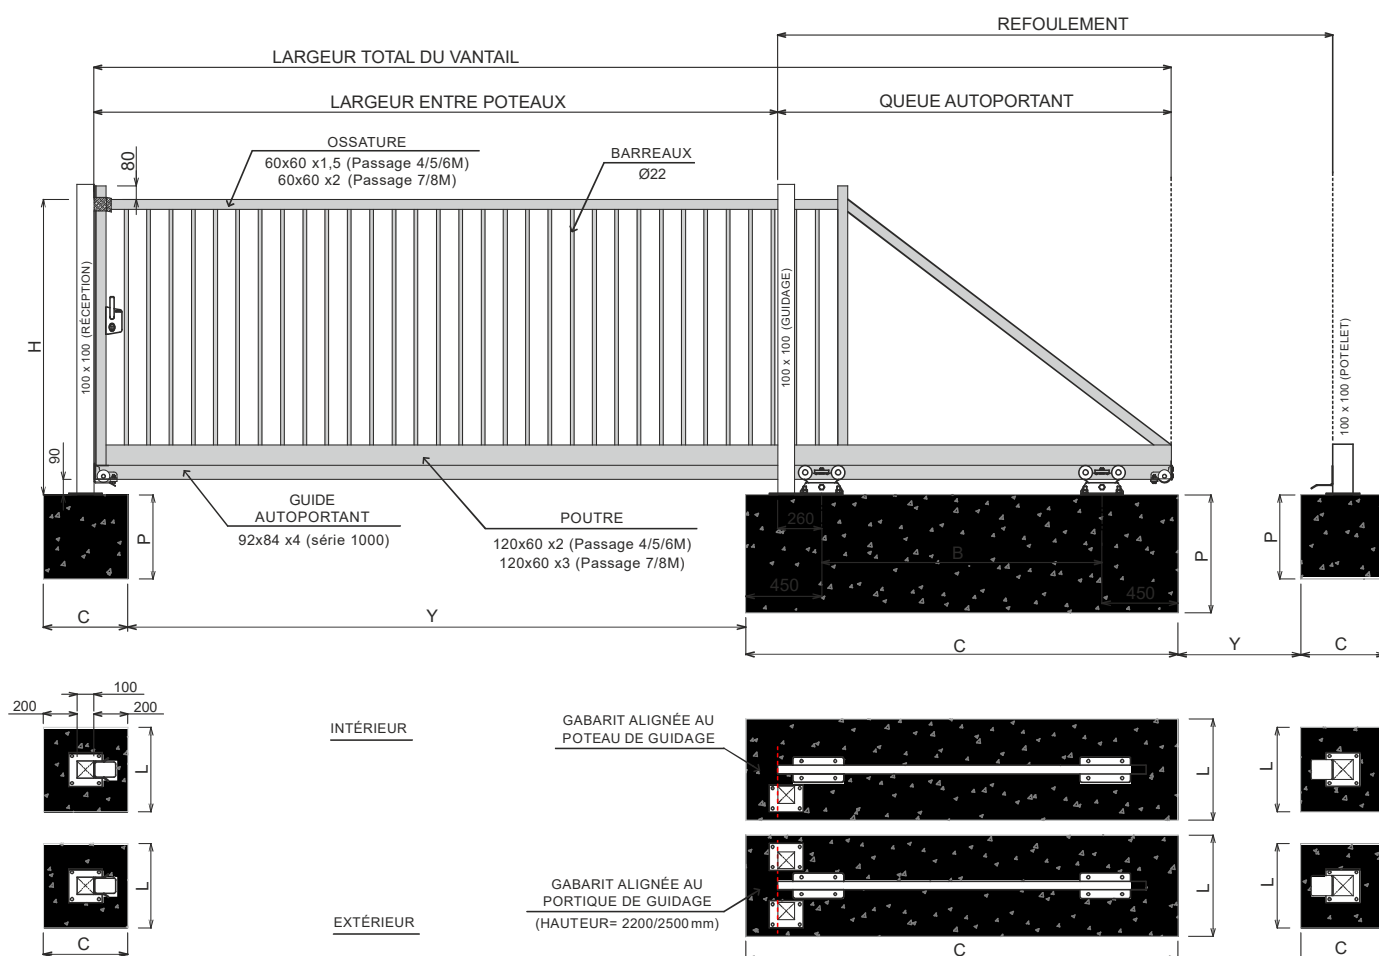 REFOULEMENT
LARGEUR TOTAL DU VANTAIL
LARGEUR ENTRE POTEAUX
QUEUE AUTOPORTANT
OSSATURE
60x60 x1,5 (Passage 4/5/6M)
60x60 x2 (Passage 7/8M)
80
BARREAUX
Ø22
100 x 100 (RÉCEPTION)
100 x 100 (GUIDAGE)
100 x 100 (POTELET)
H
90
GUIDE
AUTOPORTANT
92x84 x4 (série 1000)
POUTRE
120x60 x2 (Passage 4/5/6M)
120x60 x3 (Passage 7/8M)
P
260
B
450
450
P
P
C
Y
C
Y
C
100
200
200
INTÉRIEUR
GABARIT ALIGNÉE AU
POTEAU DE GUIDAGE
L
L
L
GABARIT ALIGNÉE AU
PORTIQUE DE GUIDAGE
(HAUTEUR= 2200/2500mm)
EXTÉRIEUR
L
L
L
C
C
C